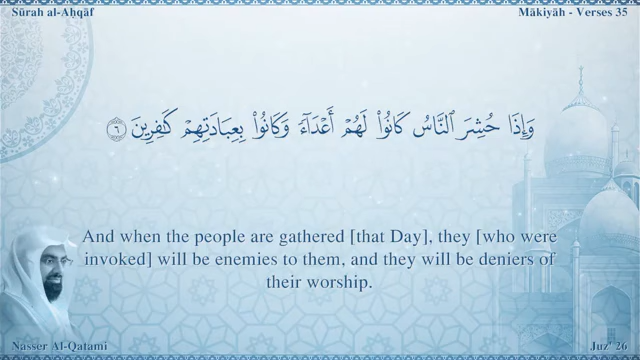 Sūrah al-Aḥqāf
Mākiyāh - Verses 35
وَإِذَا حُشِرَ ٱلنَّاسُ كَانُوا۟ لَهُمْ أَعْدَآءً وَكَانُوا۟ بِعِبَادَتِهِمْ كَـٰفِرِينَ ٦
And when the people are gathered [that Day], they [who were
invoked] will be enemies to them, and they will be deniers of
their worship.
Nasser Al-Qatami
Juz' 26